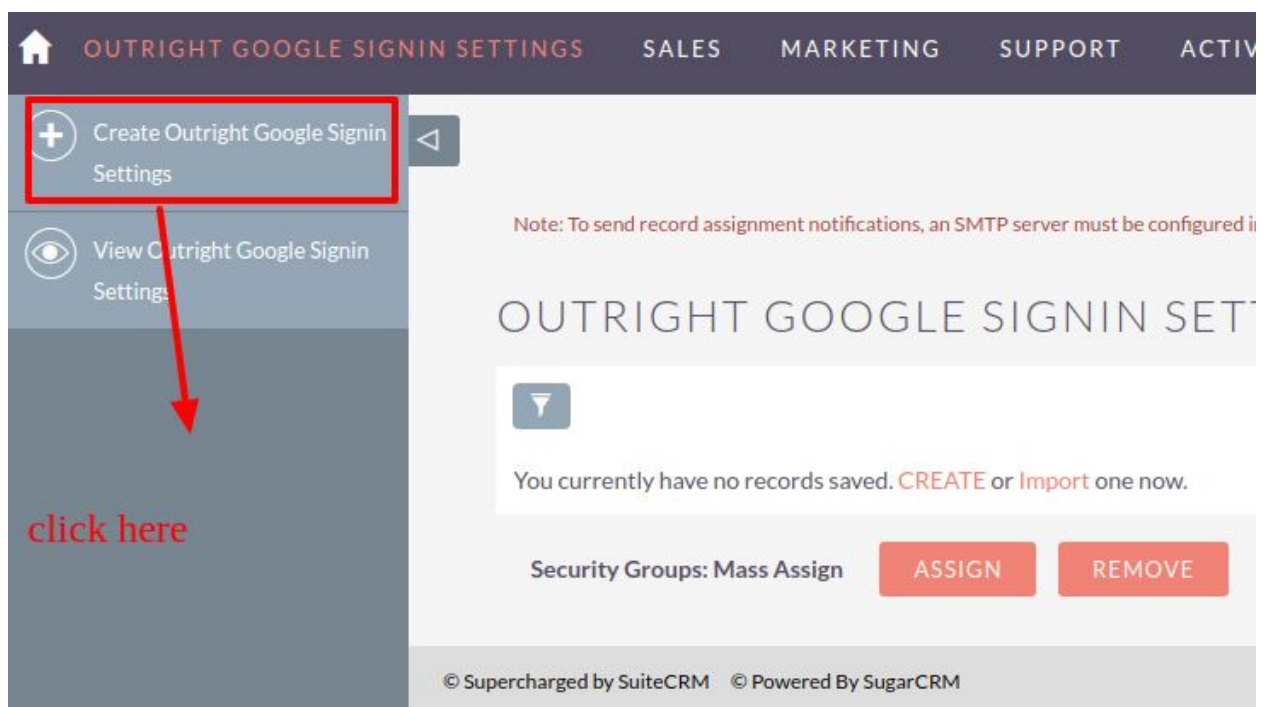 OUTRIGHT GOOGLE SIGNIN SETTINGS SALES MARKETING SUPPORT ACTIV
Create Outright Google Signin
Settings
View Outright Google Signin
Settings
click here
Note: To send record assignment notifications, an SMTP server must be configured i
OUTRIGHT GOOGLE SIGNIN SET
You currently have no records saved. CREATE or Import one now.
Security Groups: Mass Assign ASSIGN REMOVE
© Supercharged by SuiteCRM © Powered By SugarCRM